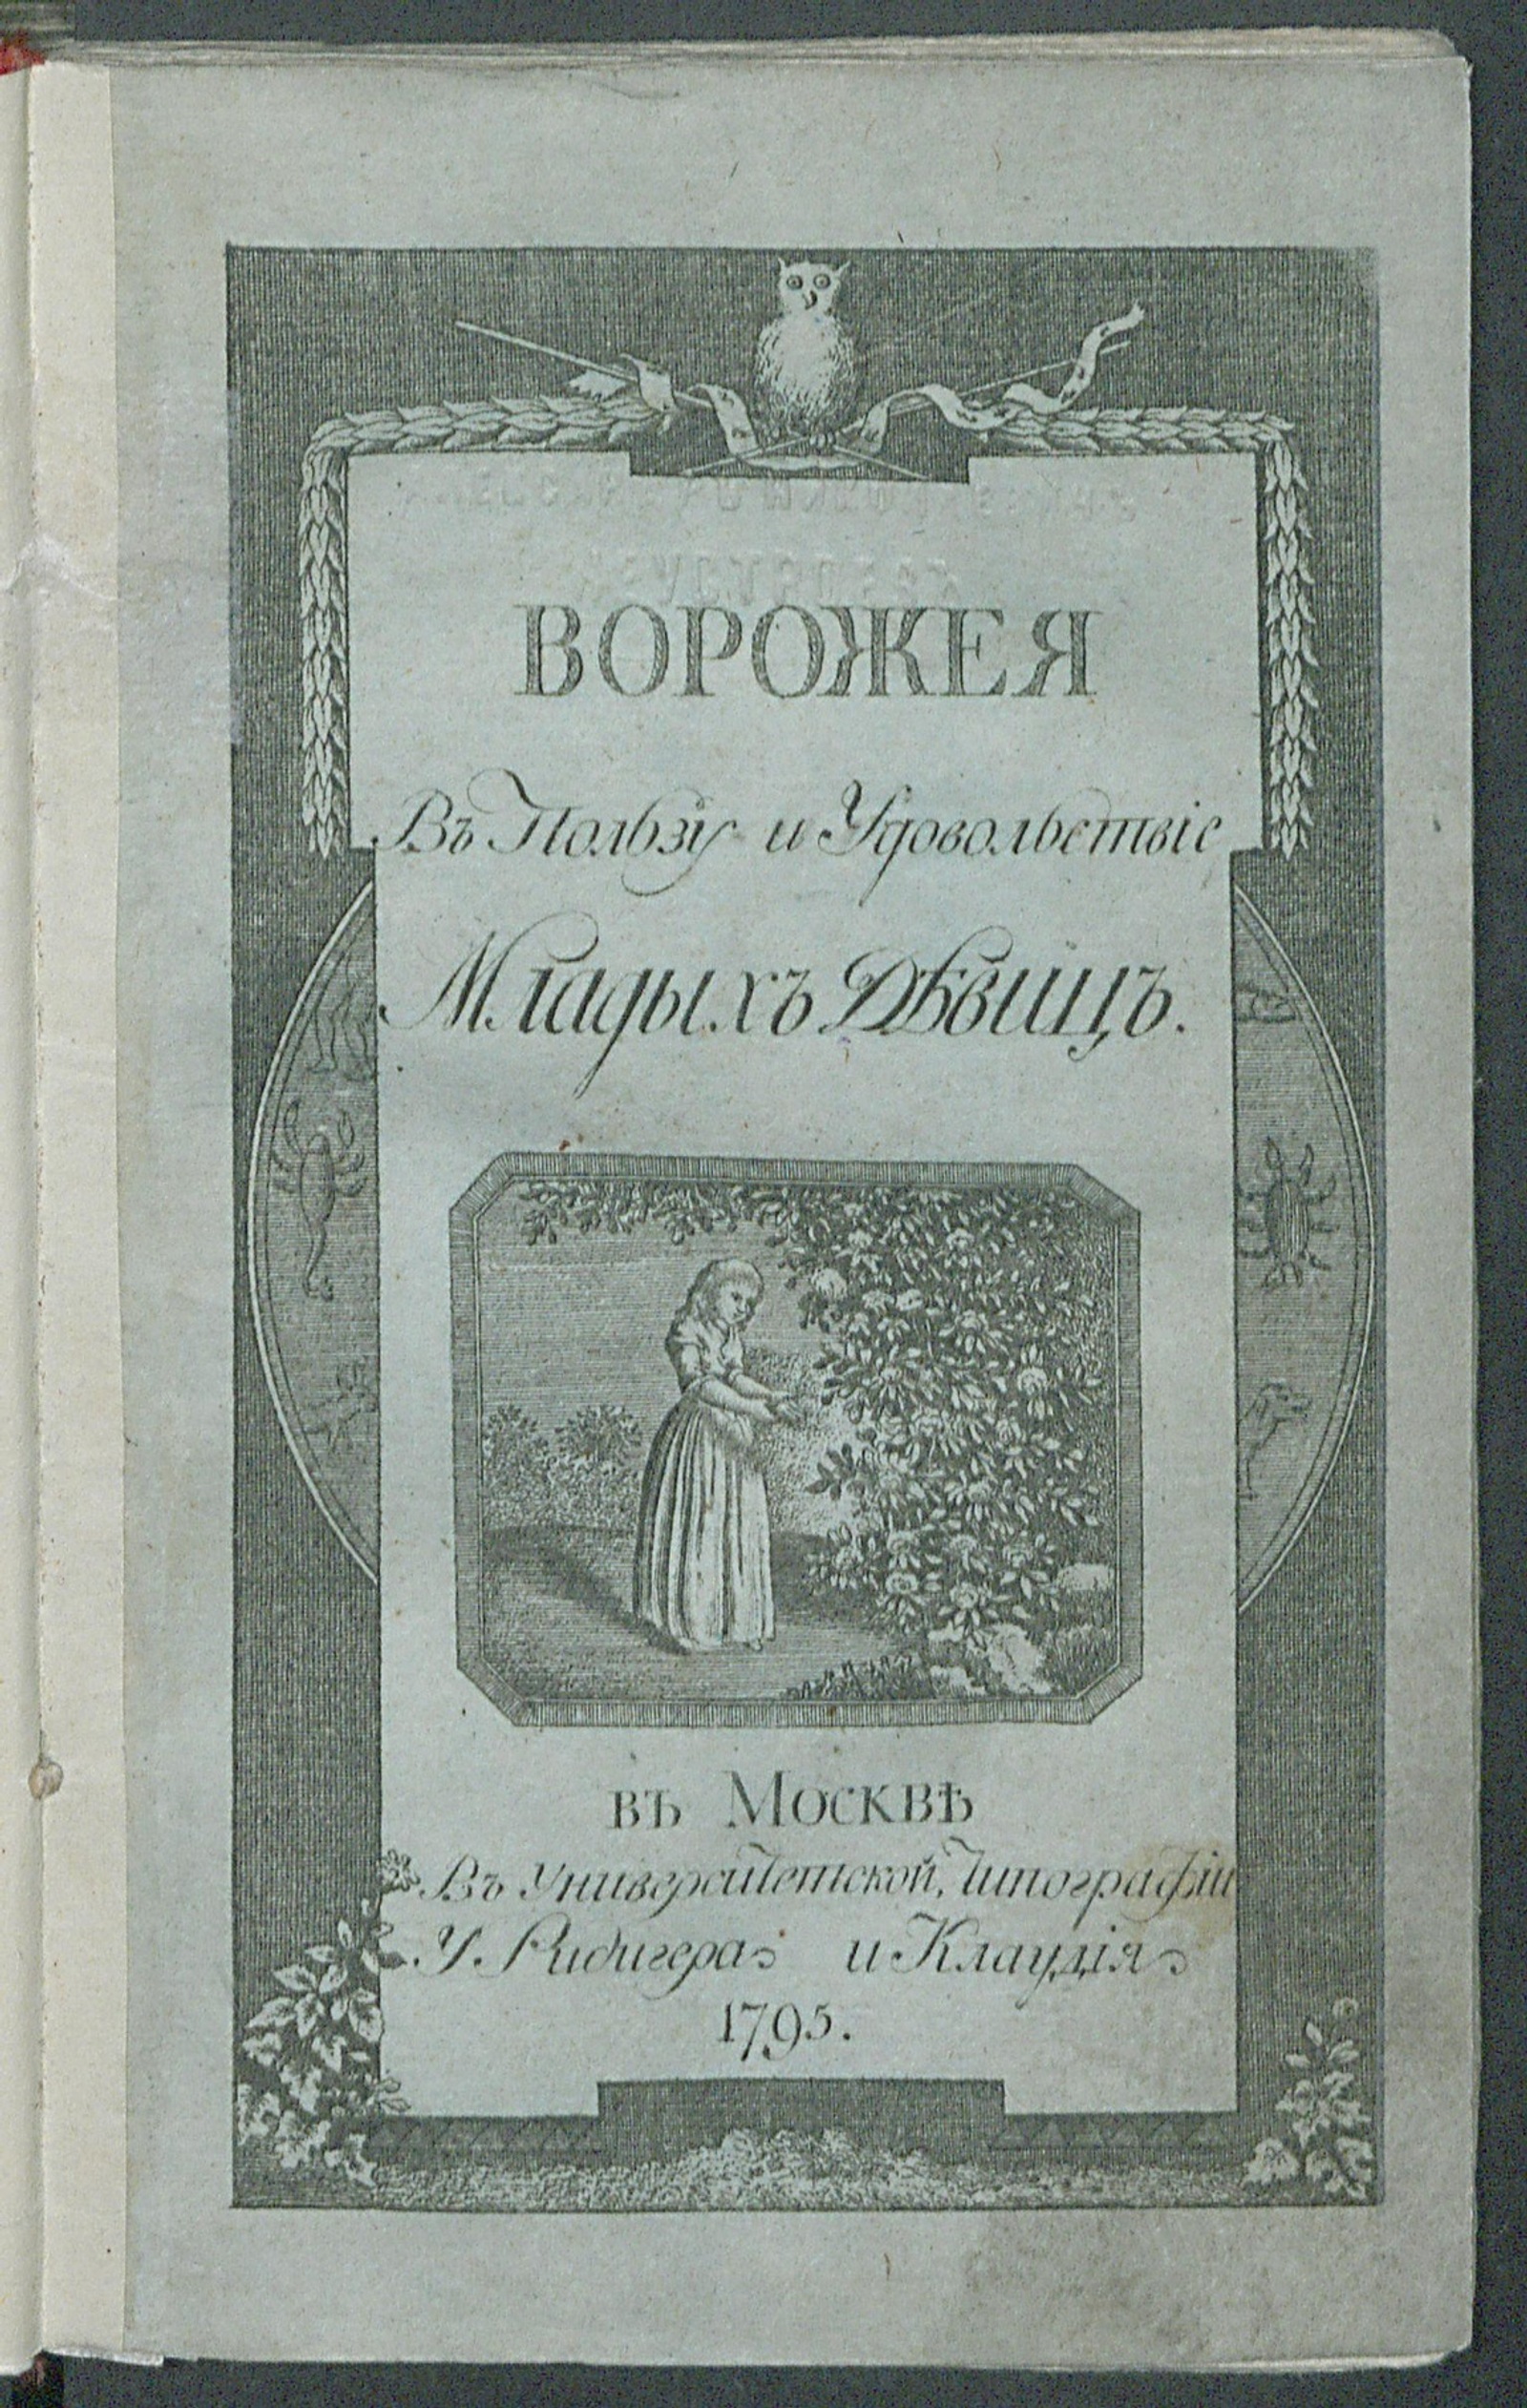 ВОРОЖЕЯ
Въ Пользу и Удовольствіе
Младыхъ Дѣвицъ.
въ Москвѣ
Въ Университетской Типографіи
У. Ридигера и Клаудія
1795.